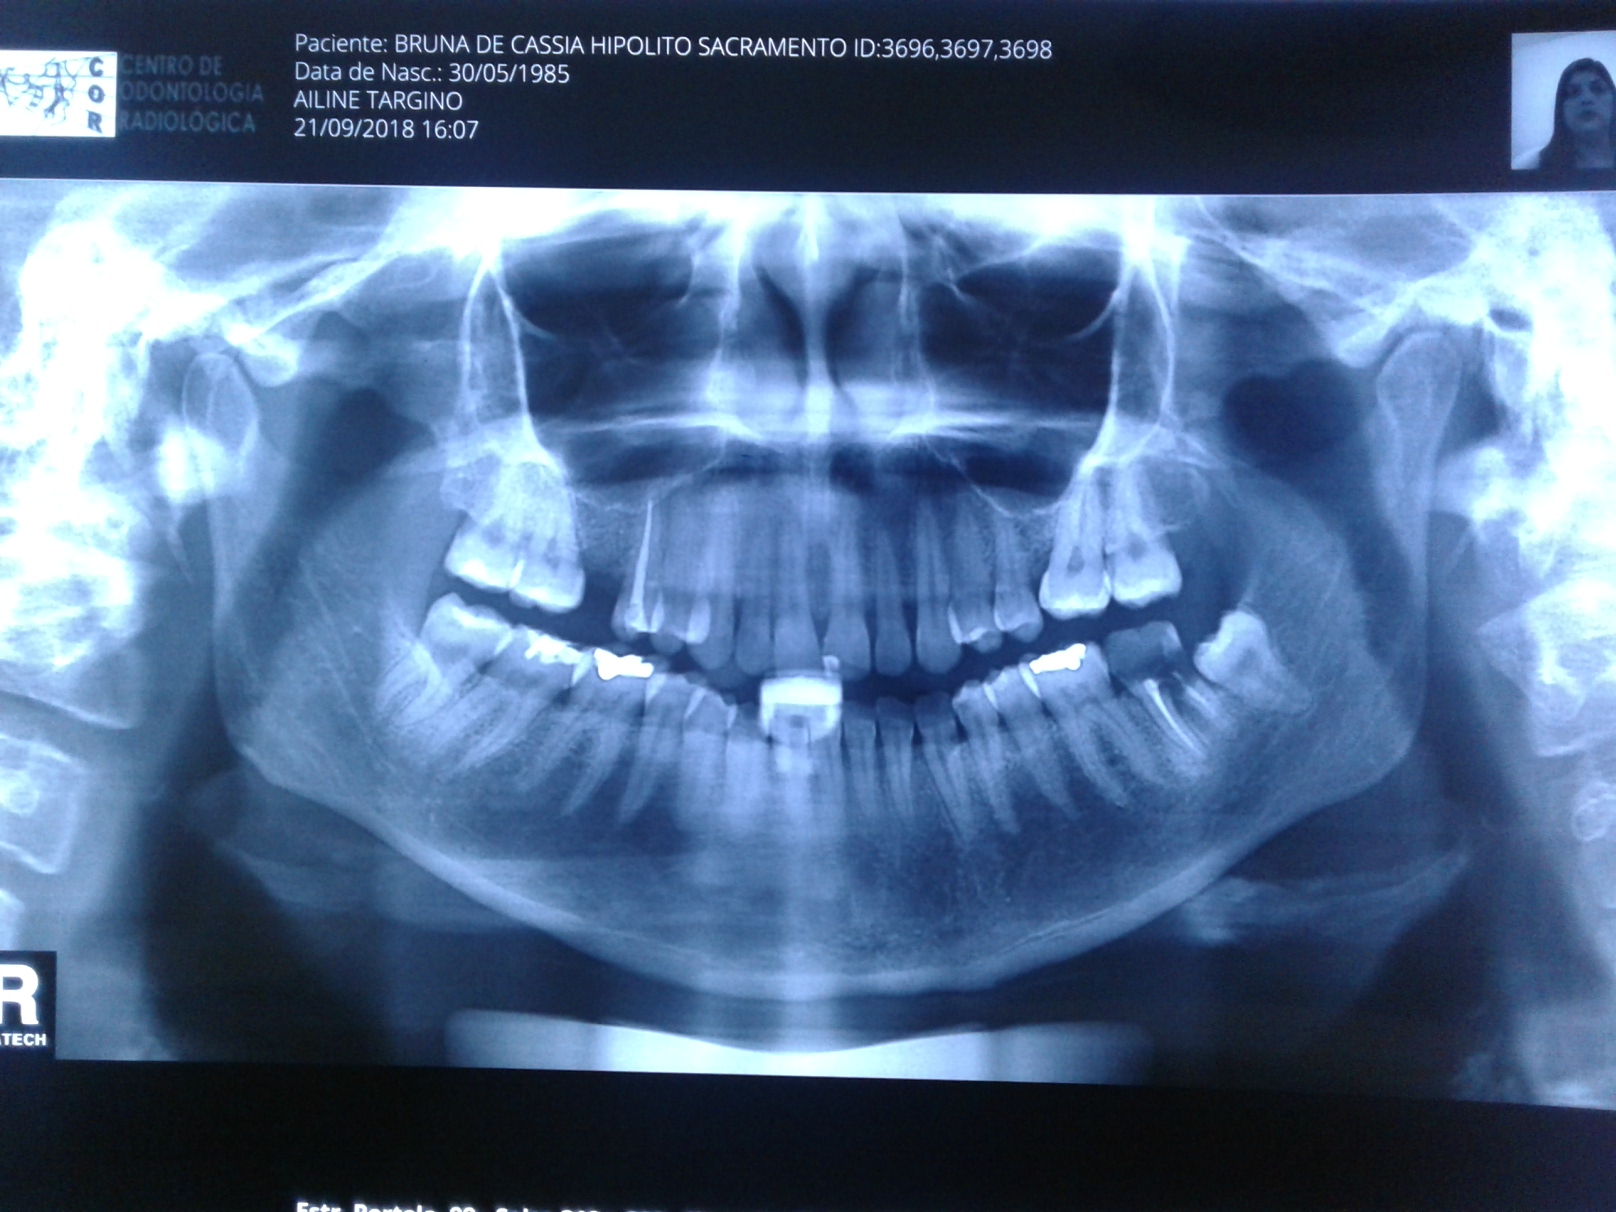 C
O
R
CENTRO DE
ODONTOLOGIA
RADIOLÓGICA
Paciente: BRUNA DE CASSIA HIPOLITO SACRAMENTO ID:3696,3697,3698
Data de Nasc.: 30/05/1985
AILINE TARGINO
21/09/2018 16:07
R
TECH